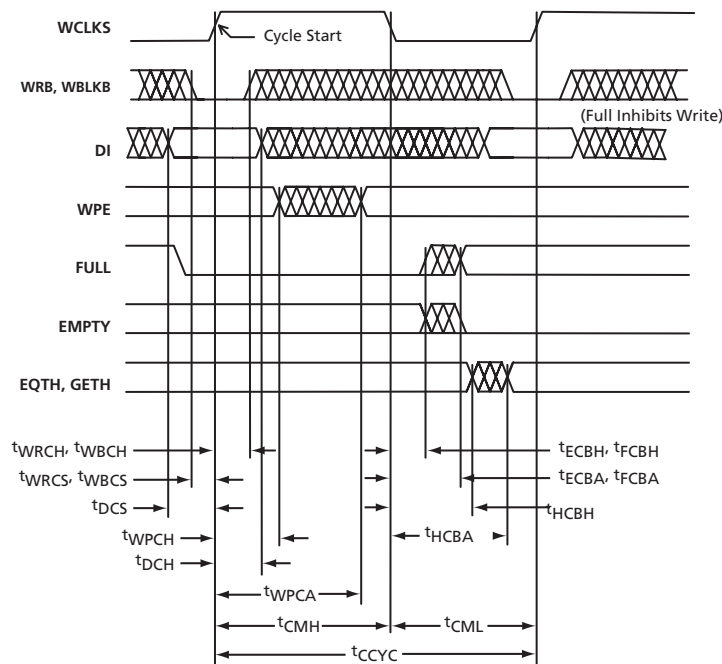 WCLKS
Cycle Start
WRB, WBLKB
(Full Inhibits Write)
DI
WPE
FULL
EMPTY
EQTH, GETH
tWRCH, tWBCH
tECBH, tFCBH
tWRCS, tWBCS
tECBA, tFCBA
tDCS
tHCBH
tWPCH
tHCBA
tDCH
tWPCA
tCMH
tCML
tCCYC